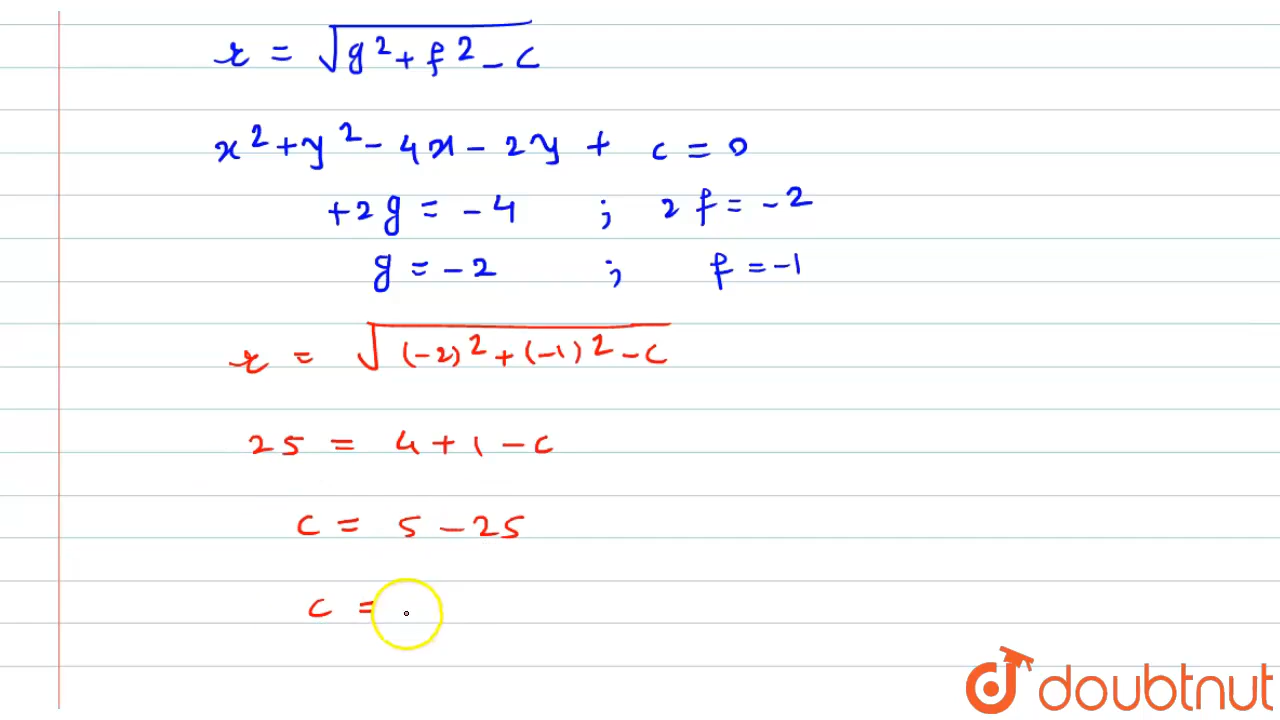 r = √g²+f²-c
x²+y²-4x-2y + c=0
+2g = -4 ; 2f = -2
g = -2 ; f = -1
r = √(-2)²+(-1)²-c
25 = 4+1-c
c = 5-25
c =
doubtnut